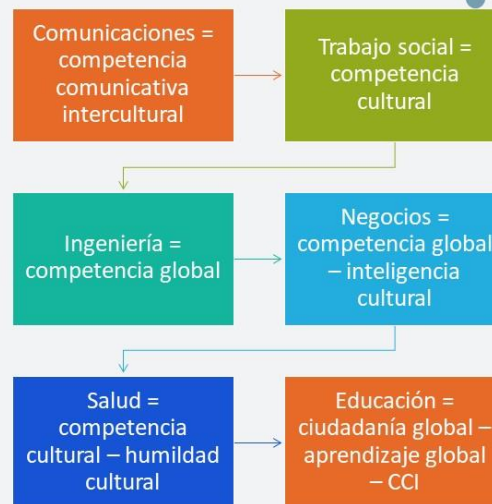 Comunicaciones =
competencia
comunicativa
intercultural
Trabajo social =
competencia
cultural
Ingeniería =
competencia global
Negocios =
competencia global
– inteligencia
cultural
Salud =
competencia
cultural – humildad
cultural
Educación =
ciudadanía global –
aprendizaje global
– CCI